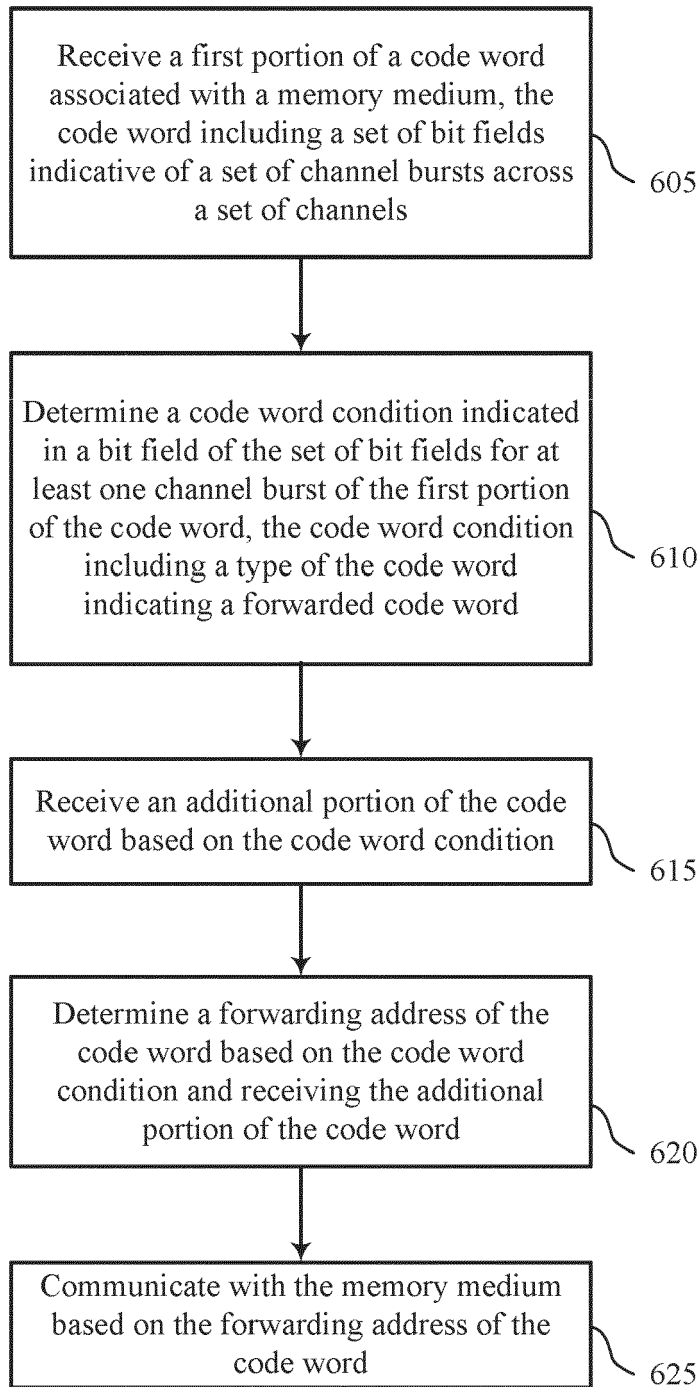 Receive a first portion of a code word
associated with a memory medium, the
code word including a set of bit fields
indicative of a set of channel bursts across
a set of channels
605
Determine a code word condition indicated
in a bit field of the set of bit fields for at
least one channel burst of the first portion
of the code word, the code word condition
including a type of the code word
indicating a forwarded code word
610
Receive an additional portion of the code
word based on the code word condition
615
Determine a forwarding address of the
code word based on the code word
condition and receiving the additional
portion of the code word
620
Communicate with the memory medium
based on the forwarding address of the
code word
625